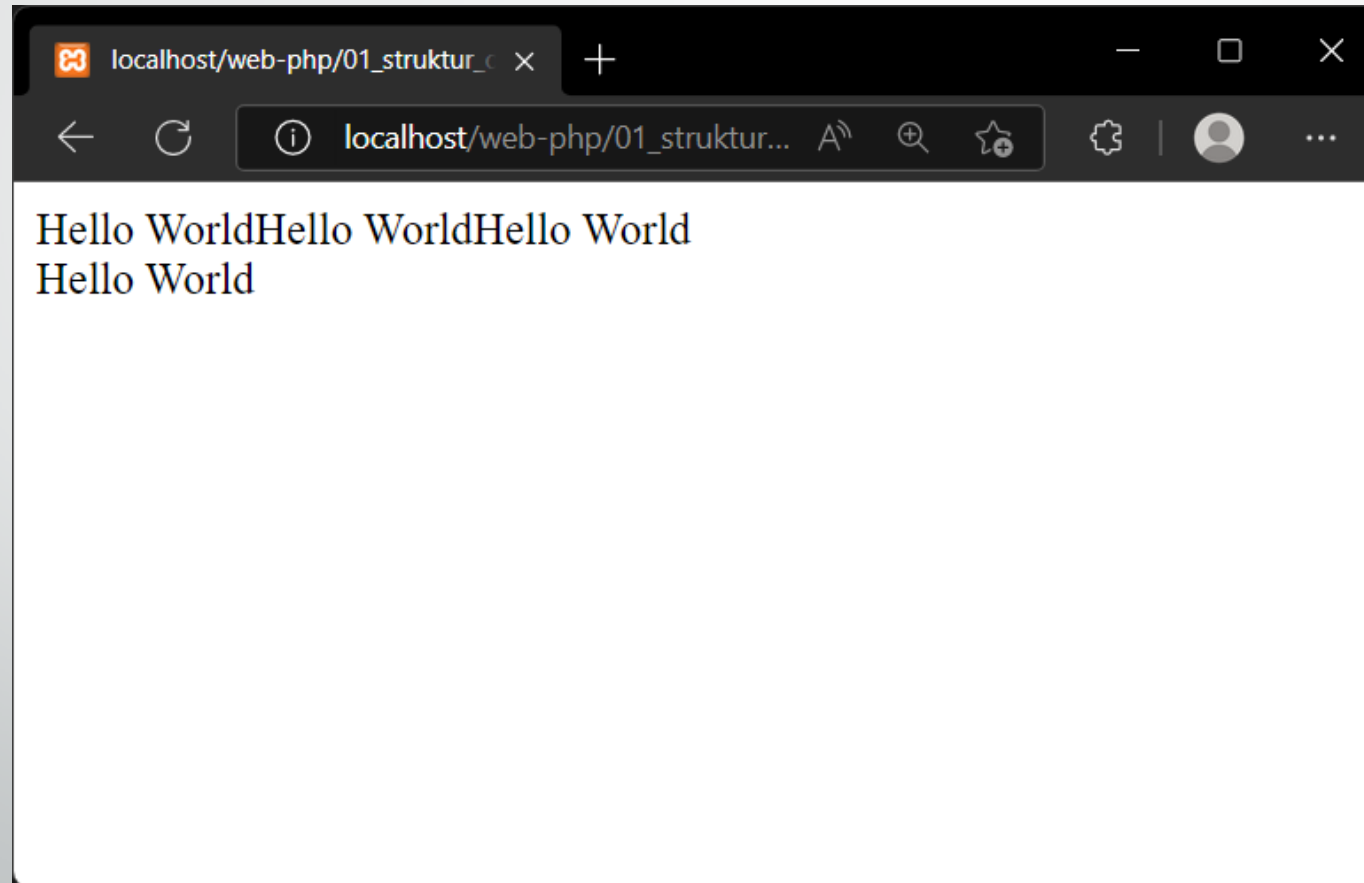 localhost/web-php/01_struktur_
localhost/web-php/01_struktur...
Hello WorldHello WorldHello World
Hello World